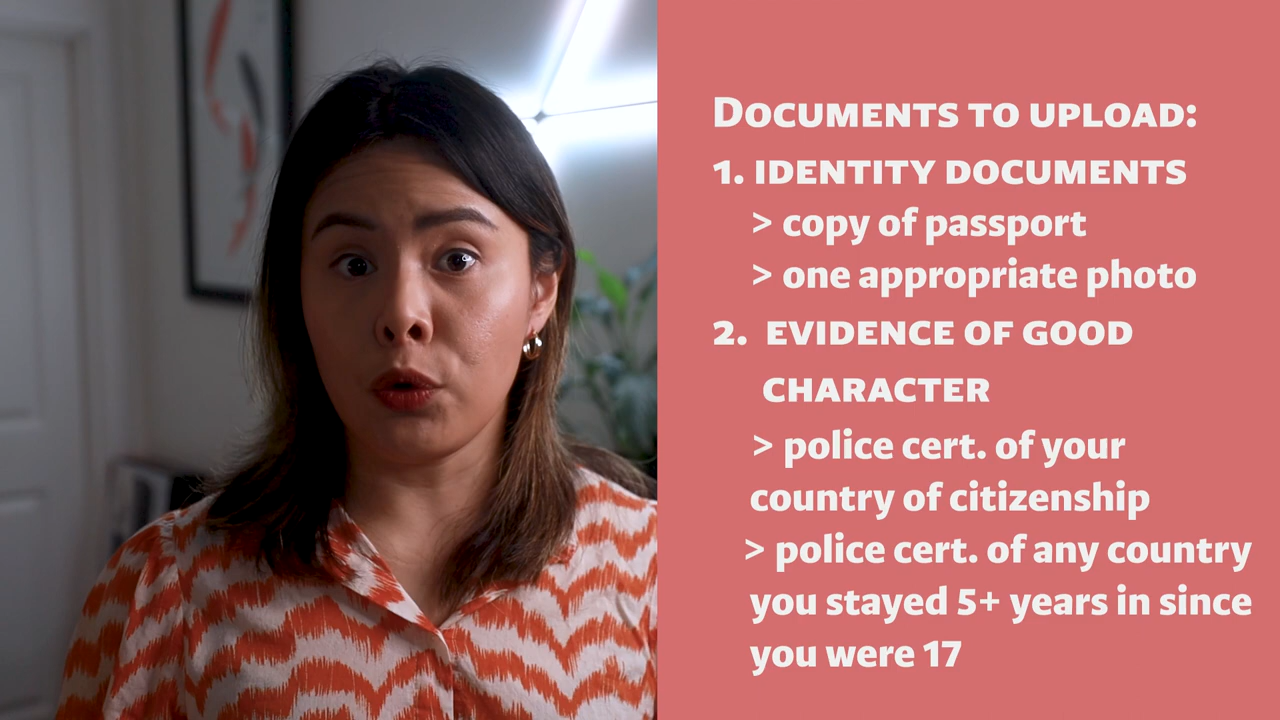 Documents to upload:
1. identity documents
> copy of passport
> one appropriate photo
2. evidence of good
character
> police cert. of your
country of citizenship
> police cert. of any country
you stayed 5+ years in since
you were 17